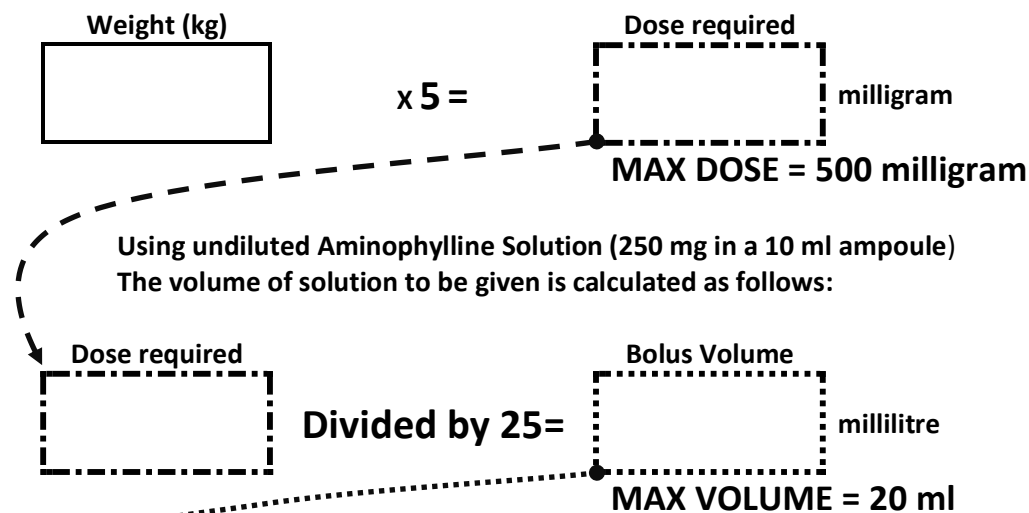 Weight (kg)
Dose required
x 5 =
milligram
MAX DOSE = 500 milligram
Using undiluted Aminophylline Solution (250 mg in a 10 ml ampoule)
The volume of solution to be given is calculated as follows:
Dose required
Bolus Volume
Divided by 25=
millilitre
MAX VOLUME = 20 ml